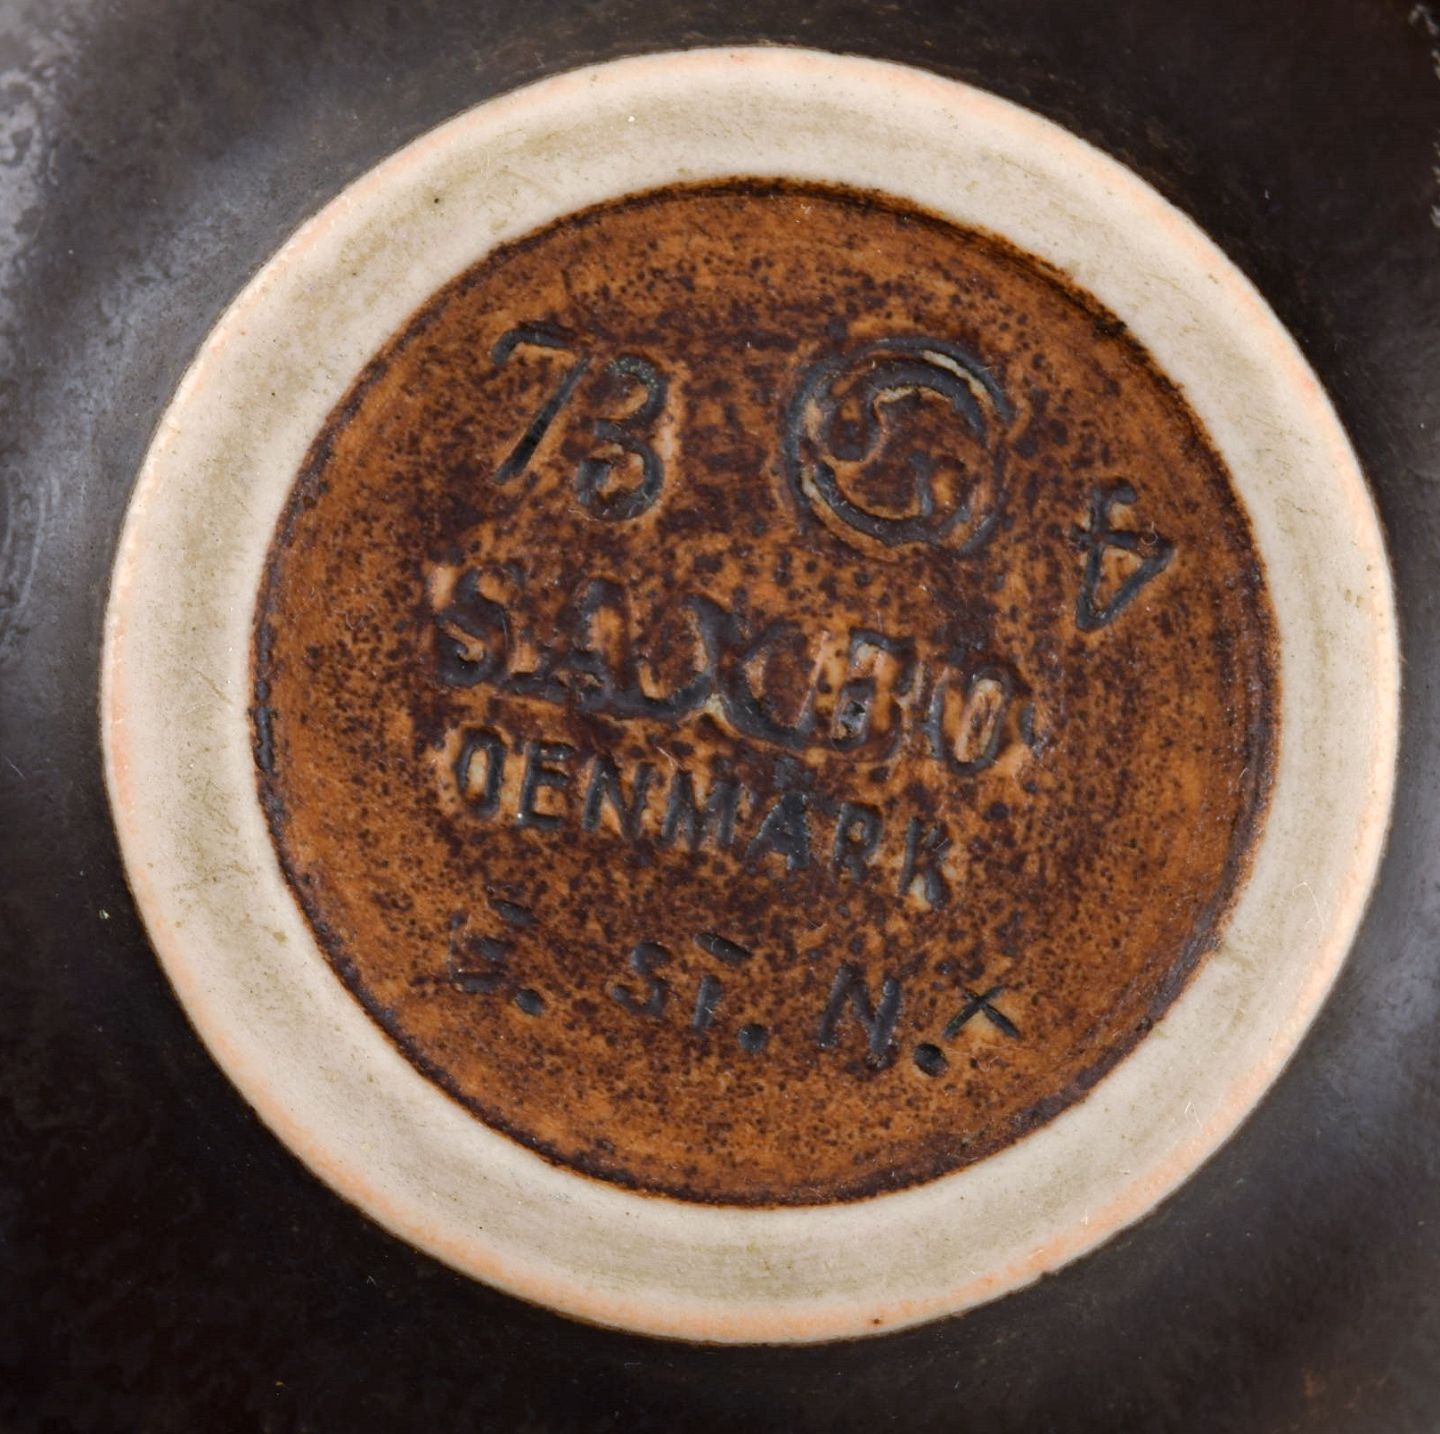 73 4
SAXBO
DENMARK
E. ST. N.